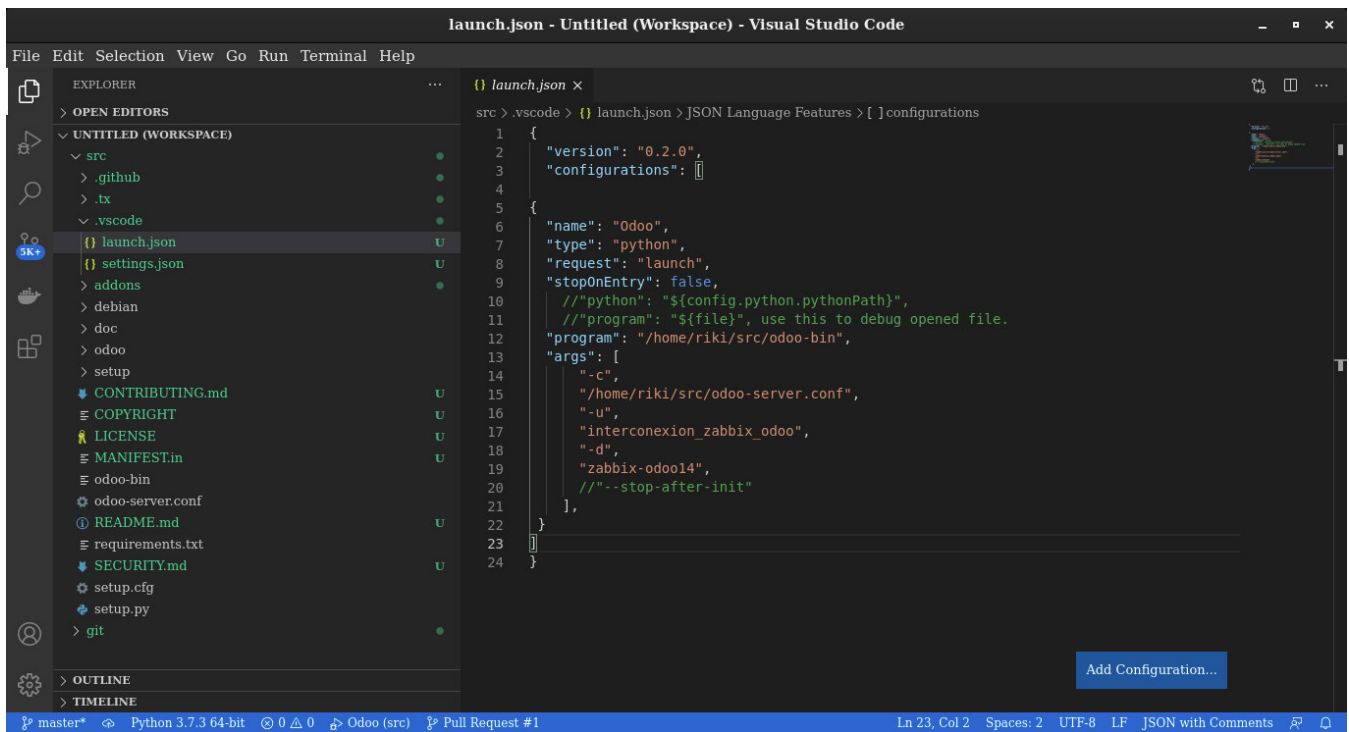 launch.json - Untitled (Workspace) - Visual Studio Code
File Edit Selection View Go Run Terminal Help
EXPLORER
OPEN EDITORS
UNTITLED (WORKSPACE)
src
.github
.tx
.vscode
{} launch.json U
{} settings.json U
addons
debian
doc
odoo
setup
CONTRIBUTING.md U
COPYRIGHT U
LICENSE U
MANIFEST.in U
odoo-bin
odoo-server.conf
README.md U
requirements.txt
SECURITY.md U
setup.cfg
setup.py
git
OUTLINE
TIMELINE
5K+
{} launch.json ×
src > .vscode > {} launch.json > JSON Language Features > [ ] configurations
1 {
2 "version": "0.2.0",
3 "configurations": [
4
5 {
6 "name": "Odoo",
7 "type": "python",
8 "request": "launch",
9 "stopOnEntry": false,
10 //"python": "${config.python.pythonPath}",
11 //"program": "${file}", use this to debug opened file.
12 "program": "/home/riki/src/odoo-bin",
13 "args": [
14 "-c",
15 "/home/riki/src/odoo-server.conf",
16 "-u",
17 "interconexion_zabbix_odoo",
18 "-d",
19 "zabbix-odoo14",
20 //"--stop-after-init"
21 ],
22 }
23 ]
24 }
Add Configuration...
master* Python 3.7.3 64-bit 0 0 Odoo (src) Pull Request #1 Ln 23, Col 2 Spaces: 2 UTF-8 LF JSON with Comments